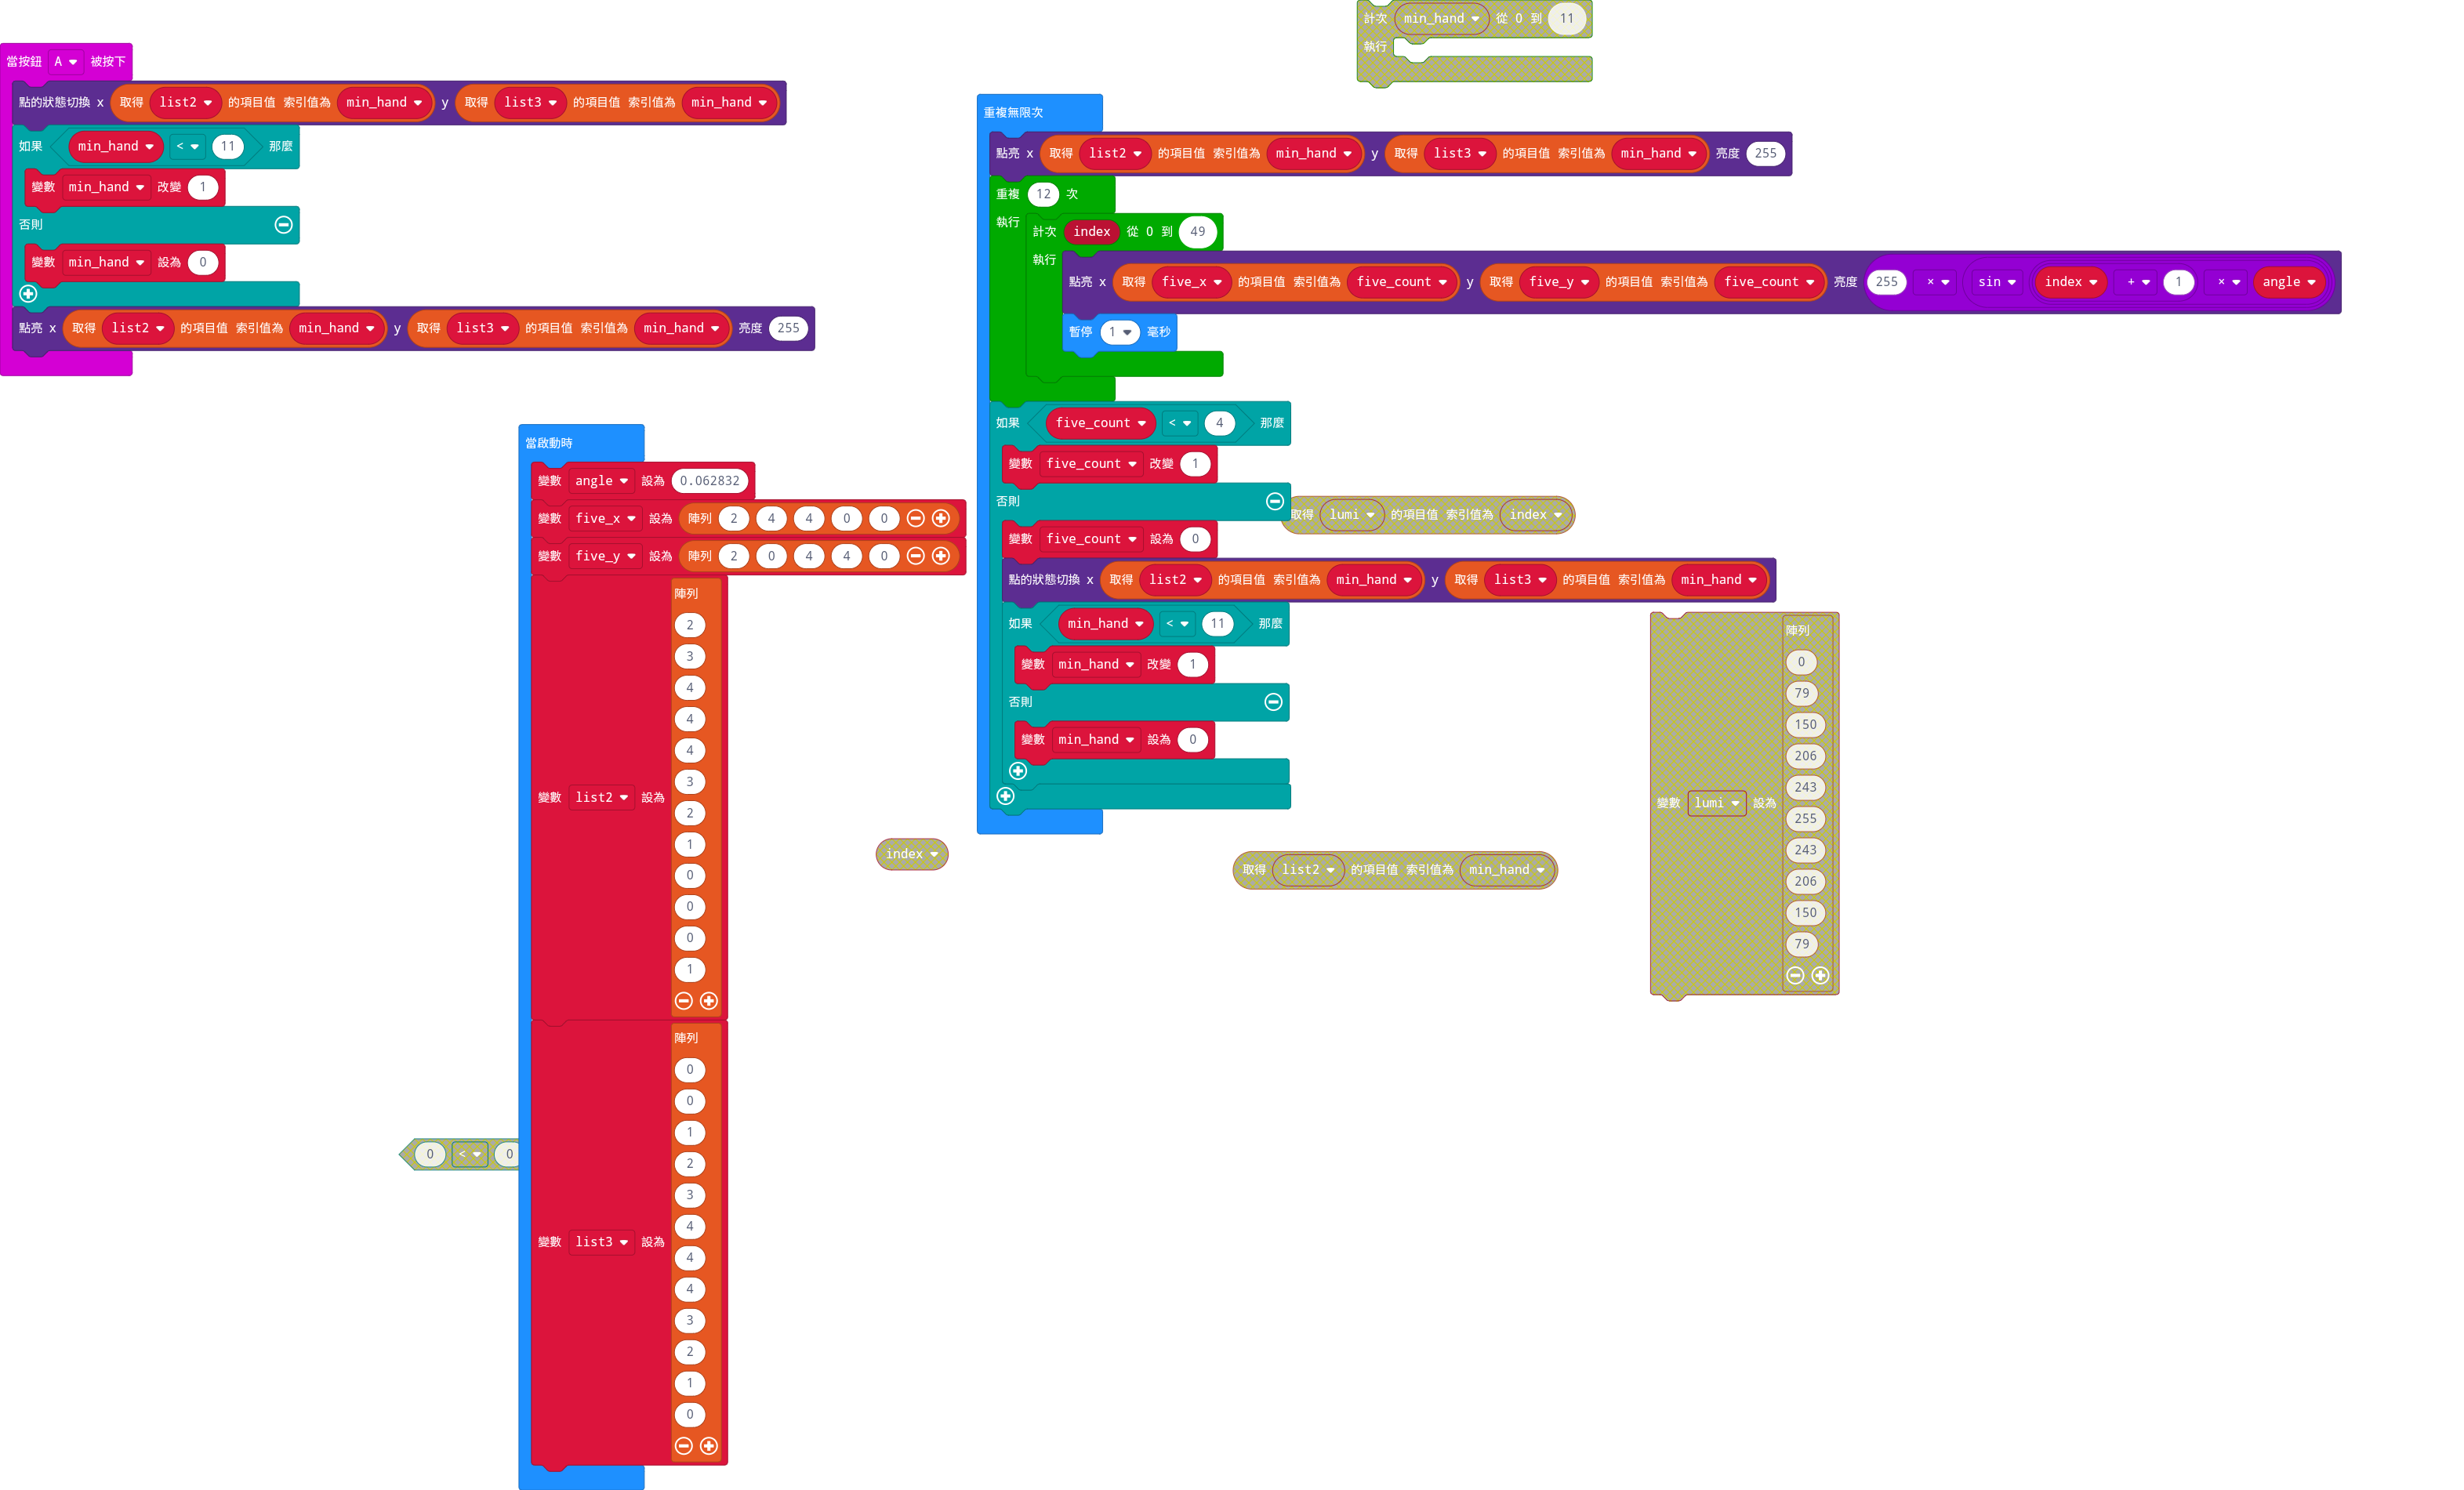 當按鈕 A 被按下
點的狀態切換 x 取得 list2 的項目值 索引值為 min_hand y 取得 list3 的項目值 索引值為 min_hand
如果 min_hand < 11 那麼
變數 min_hand 改變 1
否則
變數 min_hand 設為 0
點亮 x 取得 list2 的項目值 索引值為 min_hand y 取得 list3 的項目值 索引值為 min_hand 亮度 255
計次 min_hand 從 0 到 11
執行
重複無限次
點亮 x 取得 list2 的項目值 索引值為 min_hand y 取得 list3 的項目值 索引值為 min_hand 亮度 255
重複 12 次
執行
計次 index 從 0 到 49
執行
點亮 x 取得 five_x 的項目值 索引值為 five_count y 取得 five_y 的項目值 索引值為 five_count 亮度 255 × sin index + 1 × angle
暫停 1 毫秒
如果 five_count < 4 那麼
變數 five_count 改變 1
否則
變數 five_count 設為 0
點的狀態切換 x 取得 list2 的項目值 索引值為 min_hand y 取得 list3 的項目值 索引值為 min_hand
如果 min_hand < 11 那麼
變數 min_hand 改變 1
否則
變數 min_hand 設為 0
取得 lumi 的項目值 索引值為 index
當啟動時
變數 angle 設為 0.062832
變數 five_x 設為 陣列 2 4 4 0 0
變數 five_y 設為 陣列 2 0 4 4 0
變數 list2 設為
陣列
2
3
4
4
4
3
2
1
0
0
0
1
變數 list3 設為
陣列
0
0
1
2
3
4
4
4
3
2
1
0
0 < 0
index
取得 list2 的項目值 索引值為 min_hand
變數 lumi 設為
陣列
0
79
150
206
243
255
243
206
150
79